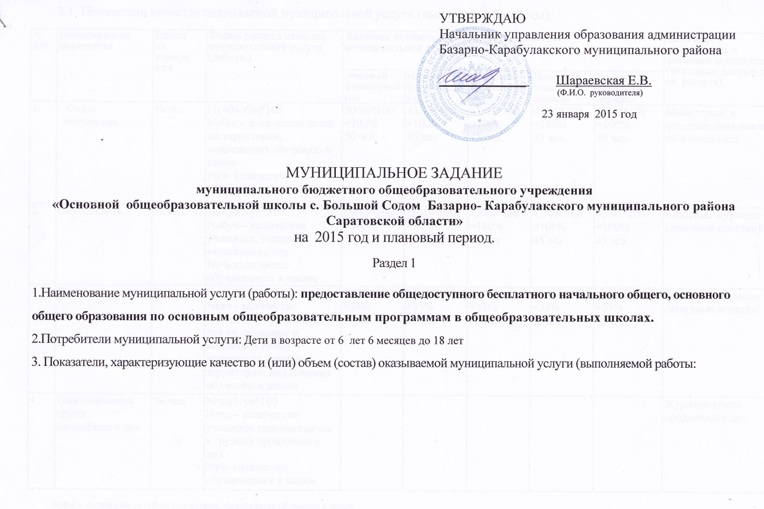 УТВЕРЖДАЮ
Начальник управления образования администрации
Базарно-Карабулакского муниципального района
Шараевская Е.В.
(Ф.И.О. руководителя)
23 января 2015 год
МУНИЦИПАЛЬНОЕ ЗАДАНИЕ
муниципального бюджетного общеобразовательного учреждения
«Основной общеобразовательной школы с. Большой Содом Базарно- Карабулакского муниципального района
Саратовской области»
на 2015 год и плановый период.
Раздел 1
1.Наименование муниципальной услуги (работы): предоставление общедоступного бесплатного начального общего, основного
общего образования по основным общеобразовательным программам в общеобразовательных школах.
2.Потребители муниципальной услуги: Дети в возрасте от 6 лет 6 месяцев до 18 лет
3. Показатели, характеризующие качество и (или) объем (состав) оказываемой муниципальной услуги (выполняемой работы: